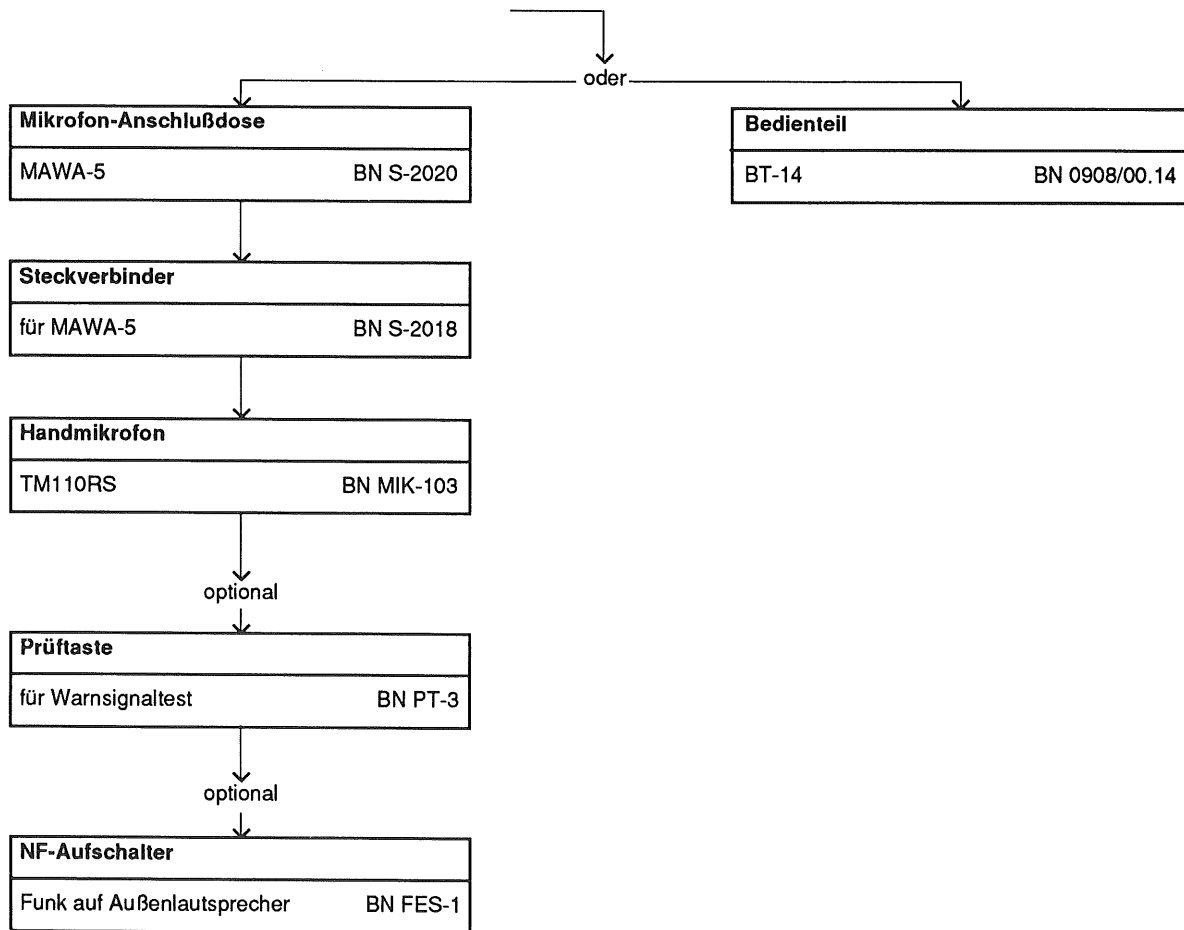 oder
Mikrofon-Anschlußdose
MAWA-5 BN S-2020
Bedienteil
BT-14 BN 0908/00.14
Steckverbinder
für MAWA-5 BN S-2018
Handmikrofon
TM110RS BN MIK-103
optional
Prüftaste
für Warnsignaltest BN PT-3
optional
NF-Aufschalter
Funk auf Außenlautsprecher BN FES-1